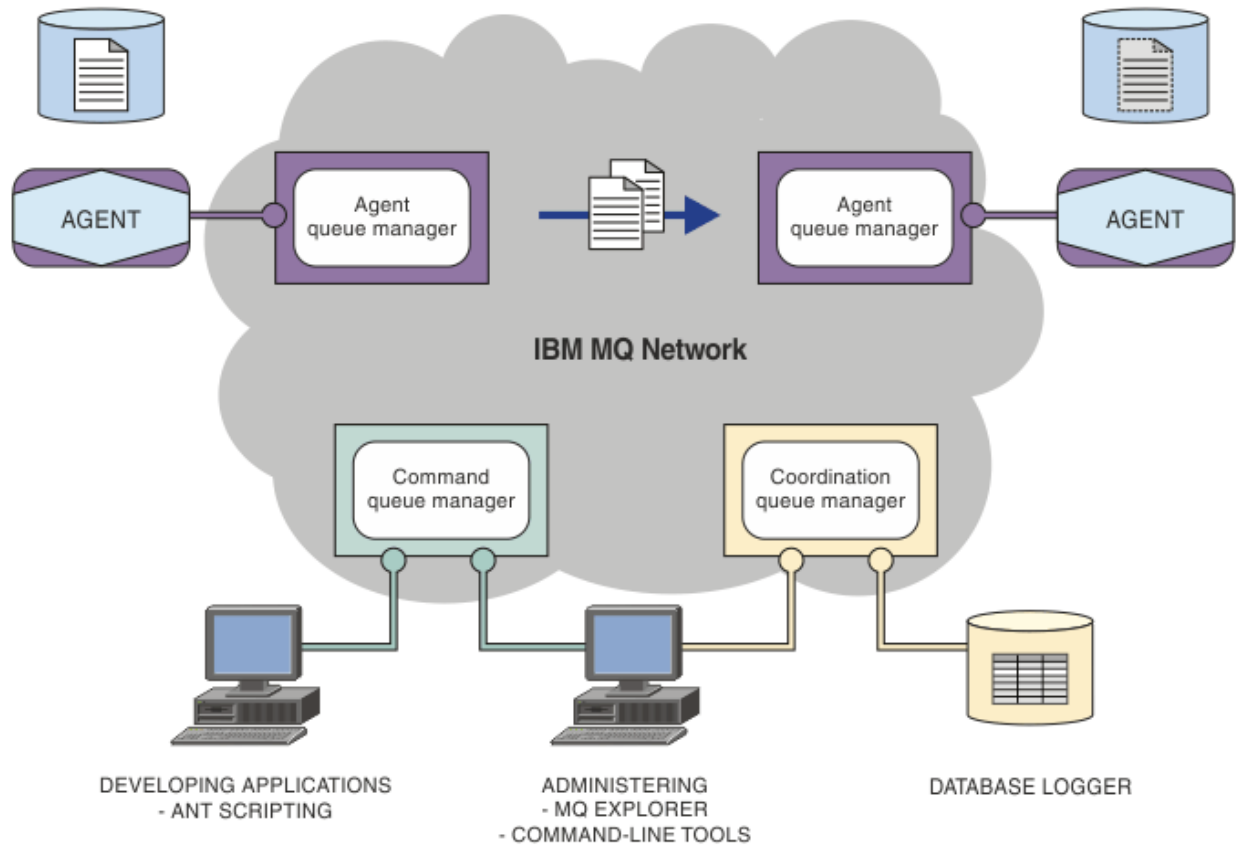 AGENT
Agent
queue manager
Agent
queue manager
AGENT
IBM MQ Network
Command
queue manager
Coordination
queue manager
DEVELOPING APPLICATIONS
- ANT SCRIPTING
ADMINISTERING
- MQ EXPLORER
- COMMAND-LINE TOOLS
DATABASE LOGGER